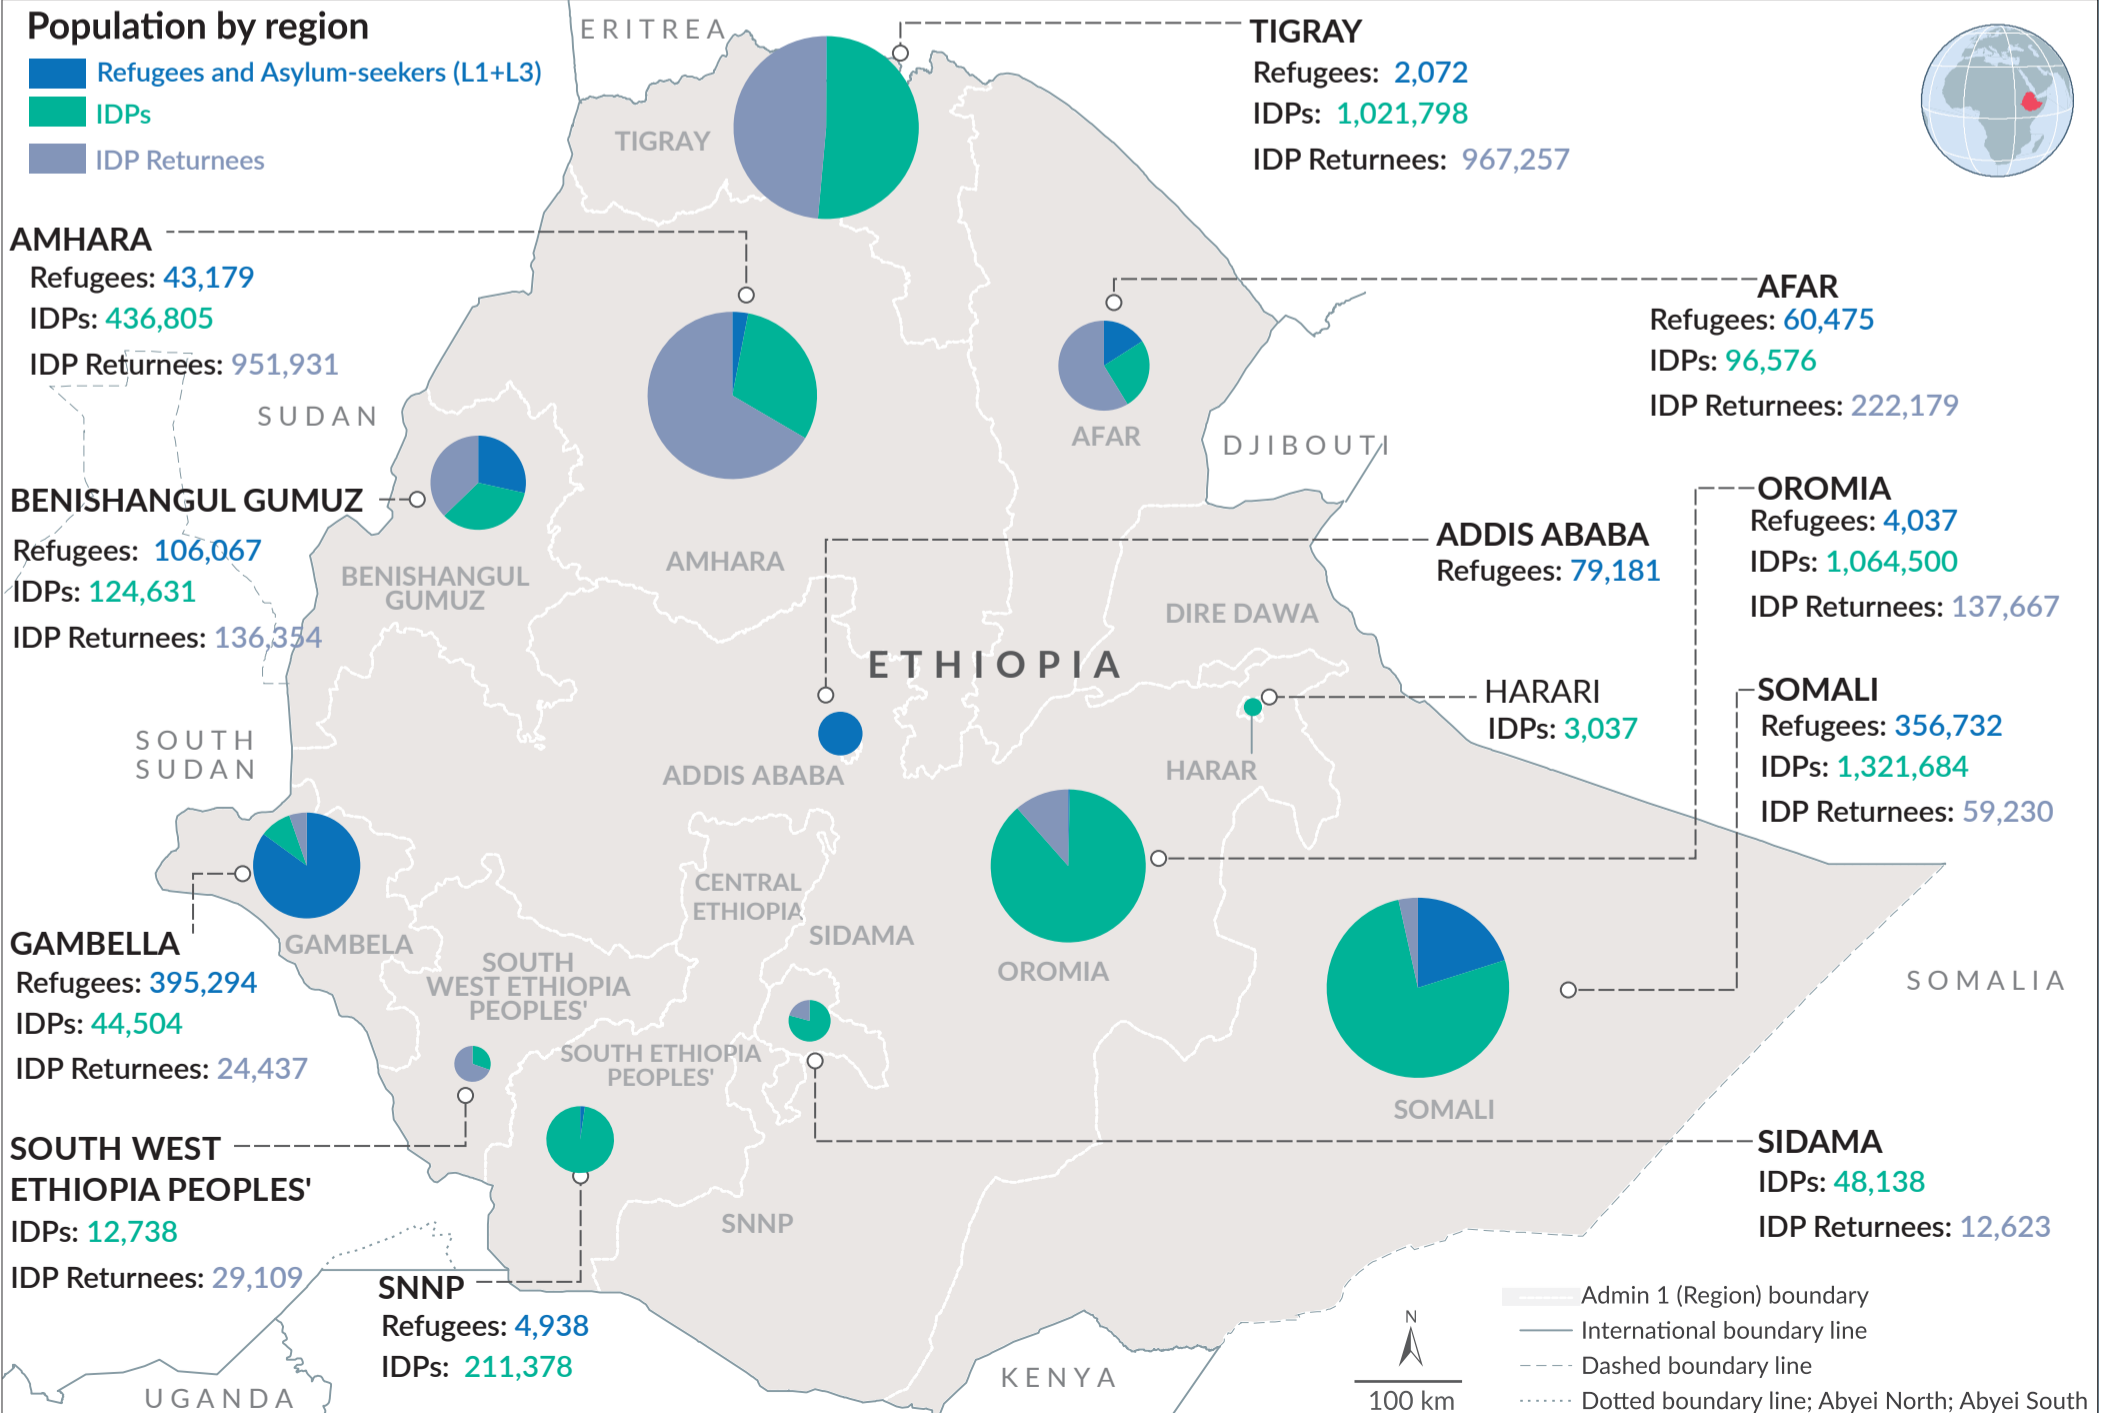 Population by region
Refugees and Asylum-seekers (L1+L3)
IDPs
IDP Returnees
ERITREA
TIGRAY
Refugees: 2,072
IDPs: 1,021,798
IDP Returnees: 967,257
TIGRAY
AMHARA
Refugees: 43,179
IDPs: 436,805
IDP Returnees: 951,931
AFAR
Refugees: 60,475
IDPs: 96,576
IDP Returnees: 222,179
SUDAN
AFAR
DJIBOUTI
BENISHANGUL GUMUZ
Refugees: 106,067
IDPs: 124,631
IDP Returnees: 136,354
BENISHANGUL
GUMUZ
AMHARA
ADDIS ABABA
Refugees: 79,181
OROMIA
Refugees: 4,037
IDPs: 1,064,500
IDP Returnees: 137,667
DIRE DAWA
ETHIOPIA
HARARI
IDPs: 3,037
SOMALI
Refugees: 356,732
IDPs: 1,321,684
IDP Returnees: 59,230
SOUTH
SUDAN
ADDIS ABABA
HARAR
CENTRAL
ETHIOPIA
SIDAMA
GAMBELLA
Refugees: 395,294
IDPs: 44,504
IDP Returnees: 24,437
GAMBELA
SOUTH
WEST ETHIOPIA
PEOPLES'
OROMIA
SOMALIA
SOUTH ETHIOPIA
PEOPLES'
SOMALI
SOUTH WEST
ETHIOPIA PEOPLES'
IDPs: 12,738
IDP Returnees: 29,109
SIDAMA
IDPs: 48,138
IDP Returnees: 12,623
SNNP
SNNP
Refugees: 4,938
IDPs: 211,378
UGANDA
KENYA
N
100 km
Admin 1 (Region) boundary
International boundary line
Dashed boundary line
Dotted boundary line; Abyei North; Abyei South